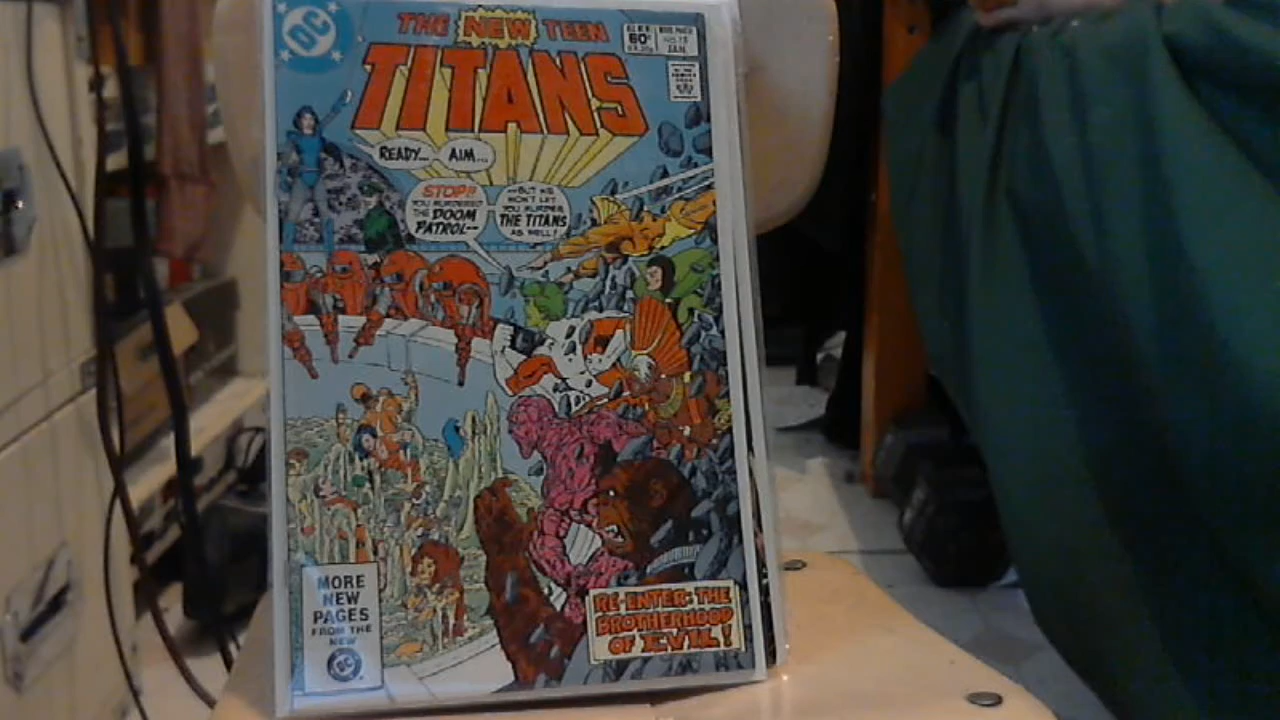 DC
THE NEW TEEN
TITANS
60¢
JAN.
READY... AIM...
STOP!!
YOU MURDERED
THE DOOM
PATROL--
--BUT WE
WON'T LET
YOU MURDER
THE TITANS
AS WELL!
MORE
NEW
PAGES
FROM THE
NEW
DC
RE-ENTER: THE
BROTHERHOOD
OF EVIL!